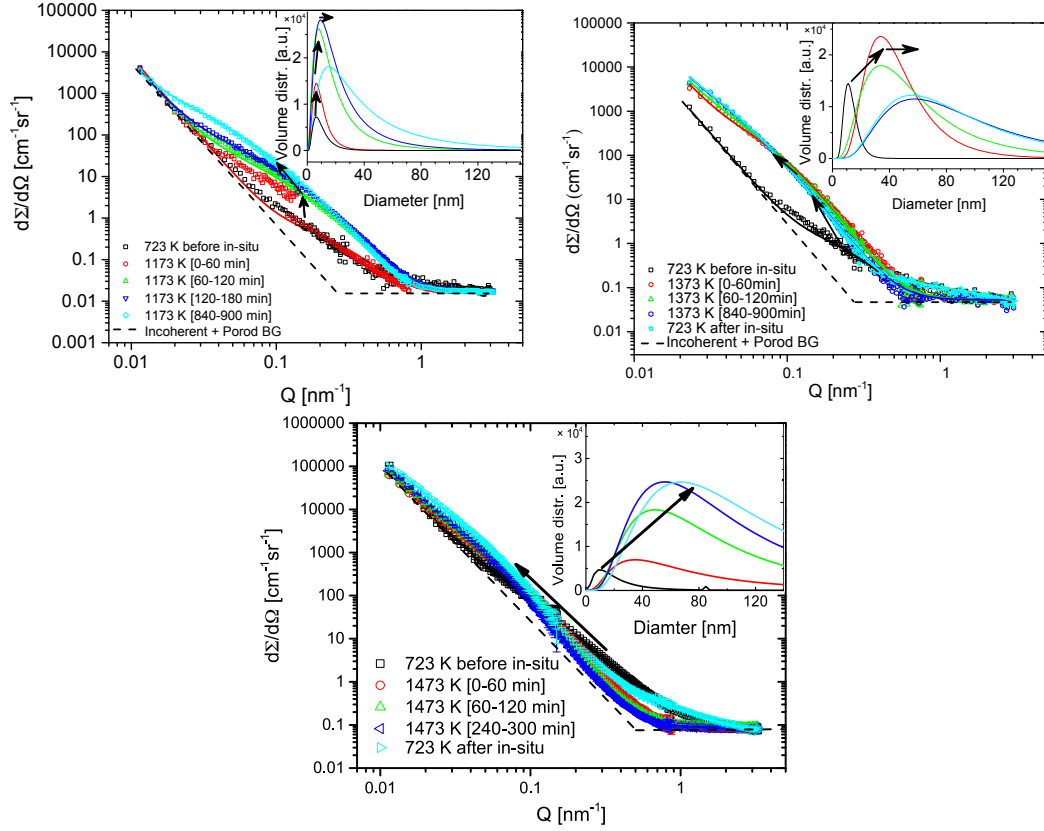 ×10⁴
2
1
0
Volume distr. [a.u.]
0 40 80 120
Diameter [nm]
100000
10000
1000
100
10
1
0.1
0.01
0.001
dΣ/dΩ [cm⁻¹sr⁻¹]
723 K before in-situ
1173 K [0-60 min]
1173 K [60-120 min]
1173 K [120-180 min]
1173 K [840-900 min]
Incoherent + Porod BG
0.01 0.1 1
Q [nm⁻¹]
×10⁴
2
1
0
Volume distr. [a.u.]
0 40 80 120
Diameter [nm]
100000
10000
1000
100
10
1
0.1
0.01
dΣ/dΩ (cm⁻¹ sr⁻¹)
723 K before in-situ
1373 K [0-60min]
1373 K [60-120min]
1373 K [840-900min]
723 K after in-situ
Incoherent + Porod BG
0.01 0.1 1
Q [nm⁻¹]
× 10⁴
3
2
1
0
Volume distr. [a.u.]
0 40 80 120
Diamter [nm]
1000000
100000
10000
1000
100
10
1
0.1
0.01
dΣ/dΩ [cm⁻¹sr⁻¹]
723 K before in-situ
1473 K [0-60 min]
1473 K [60-120 min]
1473 K [240-300 min]
723 K after in-situ
0.01 0.1 1
Q [nm⁻¹]